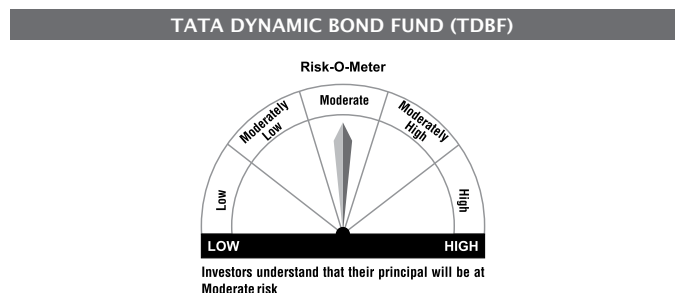 TATA DYNAMIC BOND FUND (TDBF)
Risk-O-Meter
Low
Moderately
Low
Moderate
Moderately
High
High
LOW
HIGH
Investors understand that their principal will be at
Moderate risk